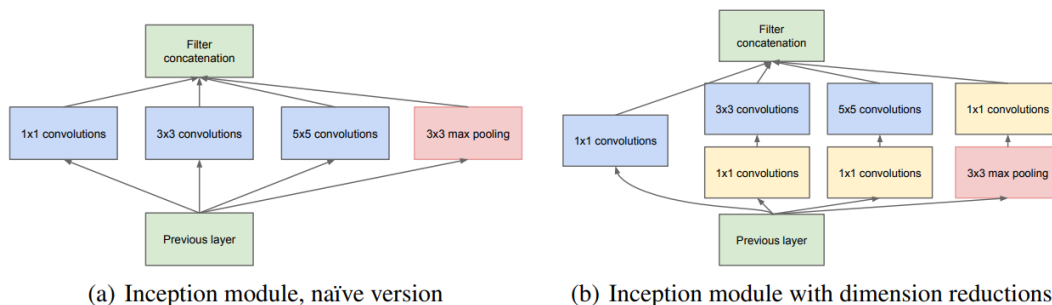 Filter
concatenation
1x1 convolutions
3x3 convolutions
5x5 convolutions
3x3 max pooling
Previous layer
(a) Inception module, naïve version
Filter
concatenation
3x3 convolutions
5x5 convolutions
1x1 convolutions
1x1 convolutions
1x1 convolutions
1x1 convolutions
3x3 max pooling
Previous layer
(b) Inception module with dimension reductions